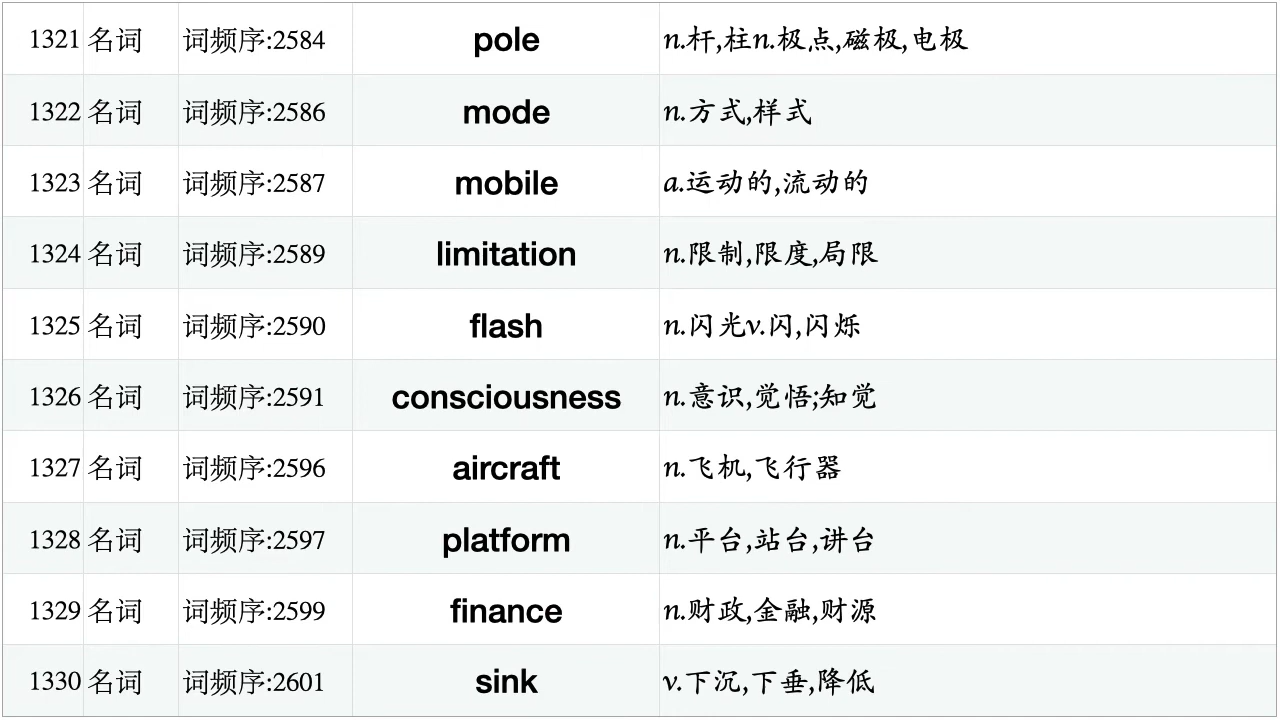 1321 名词 词频序:2584 pole n.杆,柱n.极点,磁极,电极
1322 名词 词频序:2586 mode n.方式,样式
1323 名词 词频序:2587 mobile a.运动的,流动的
1324 名词 词频序:2589 limitation n.限制,限度,局限
1325 名词 词频序:2590 flash n.闪光v.闪,闪烁
1326 名词 词频序:2591 consciousness n.意识,觉悟;知觉
1327 名词 词频序:2596 aircraft n.飞机,飞行器
1328 名词 词频序:2597 platform n.平台,站台,讲台
1329 名词 词频序:2599 finance n.财政,金融,财源
1330 名词 词频序:2601 sink v.下沉,下垂,降低